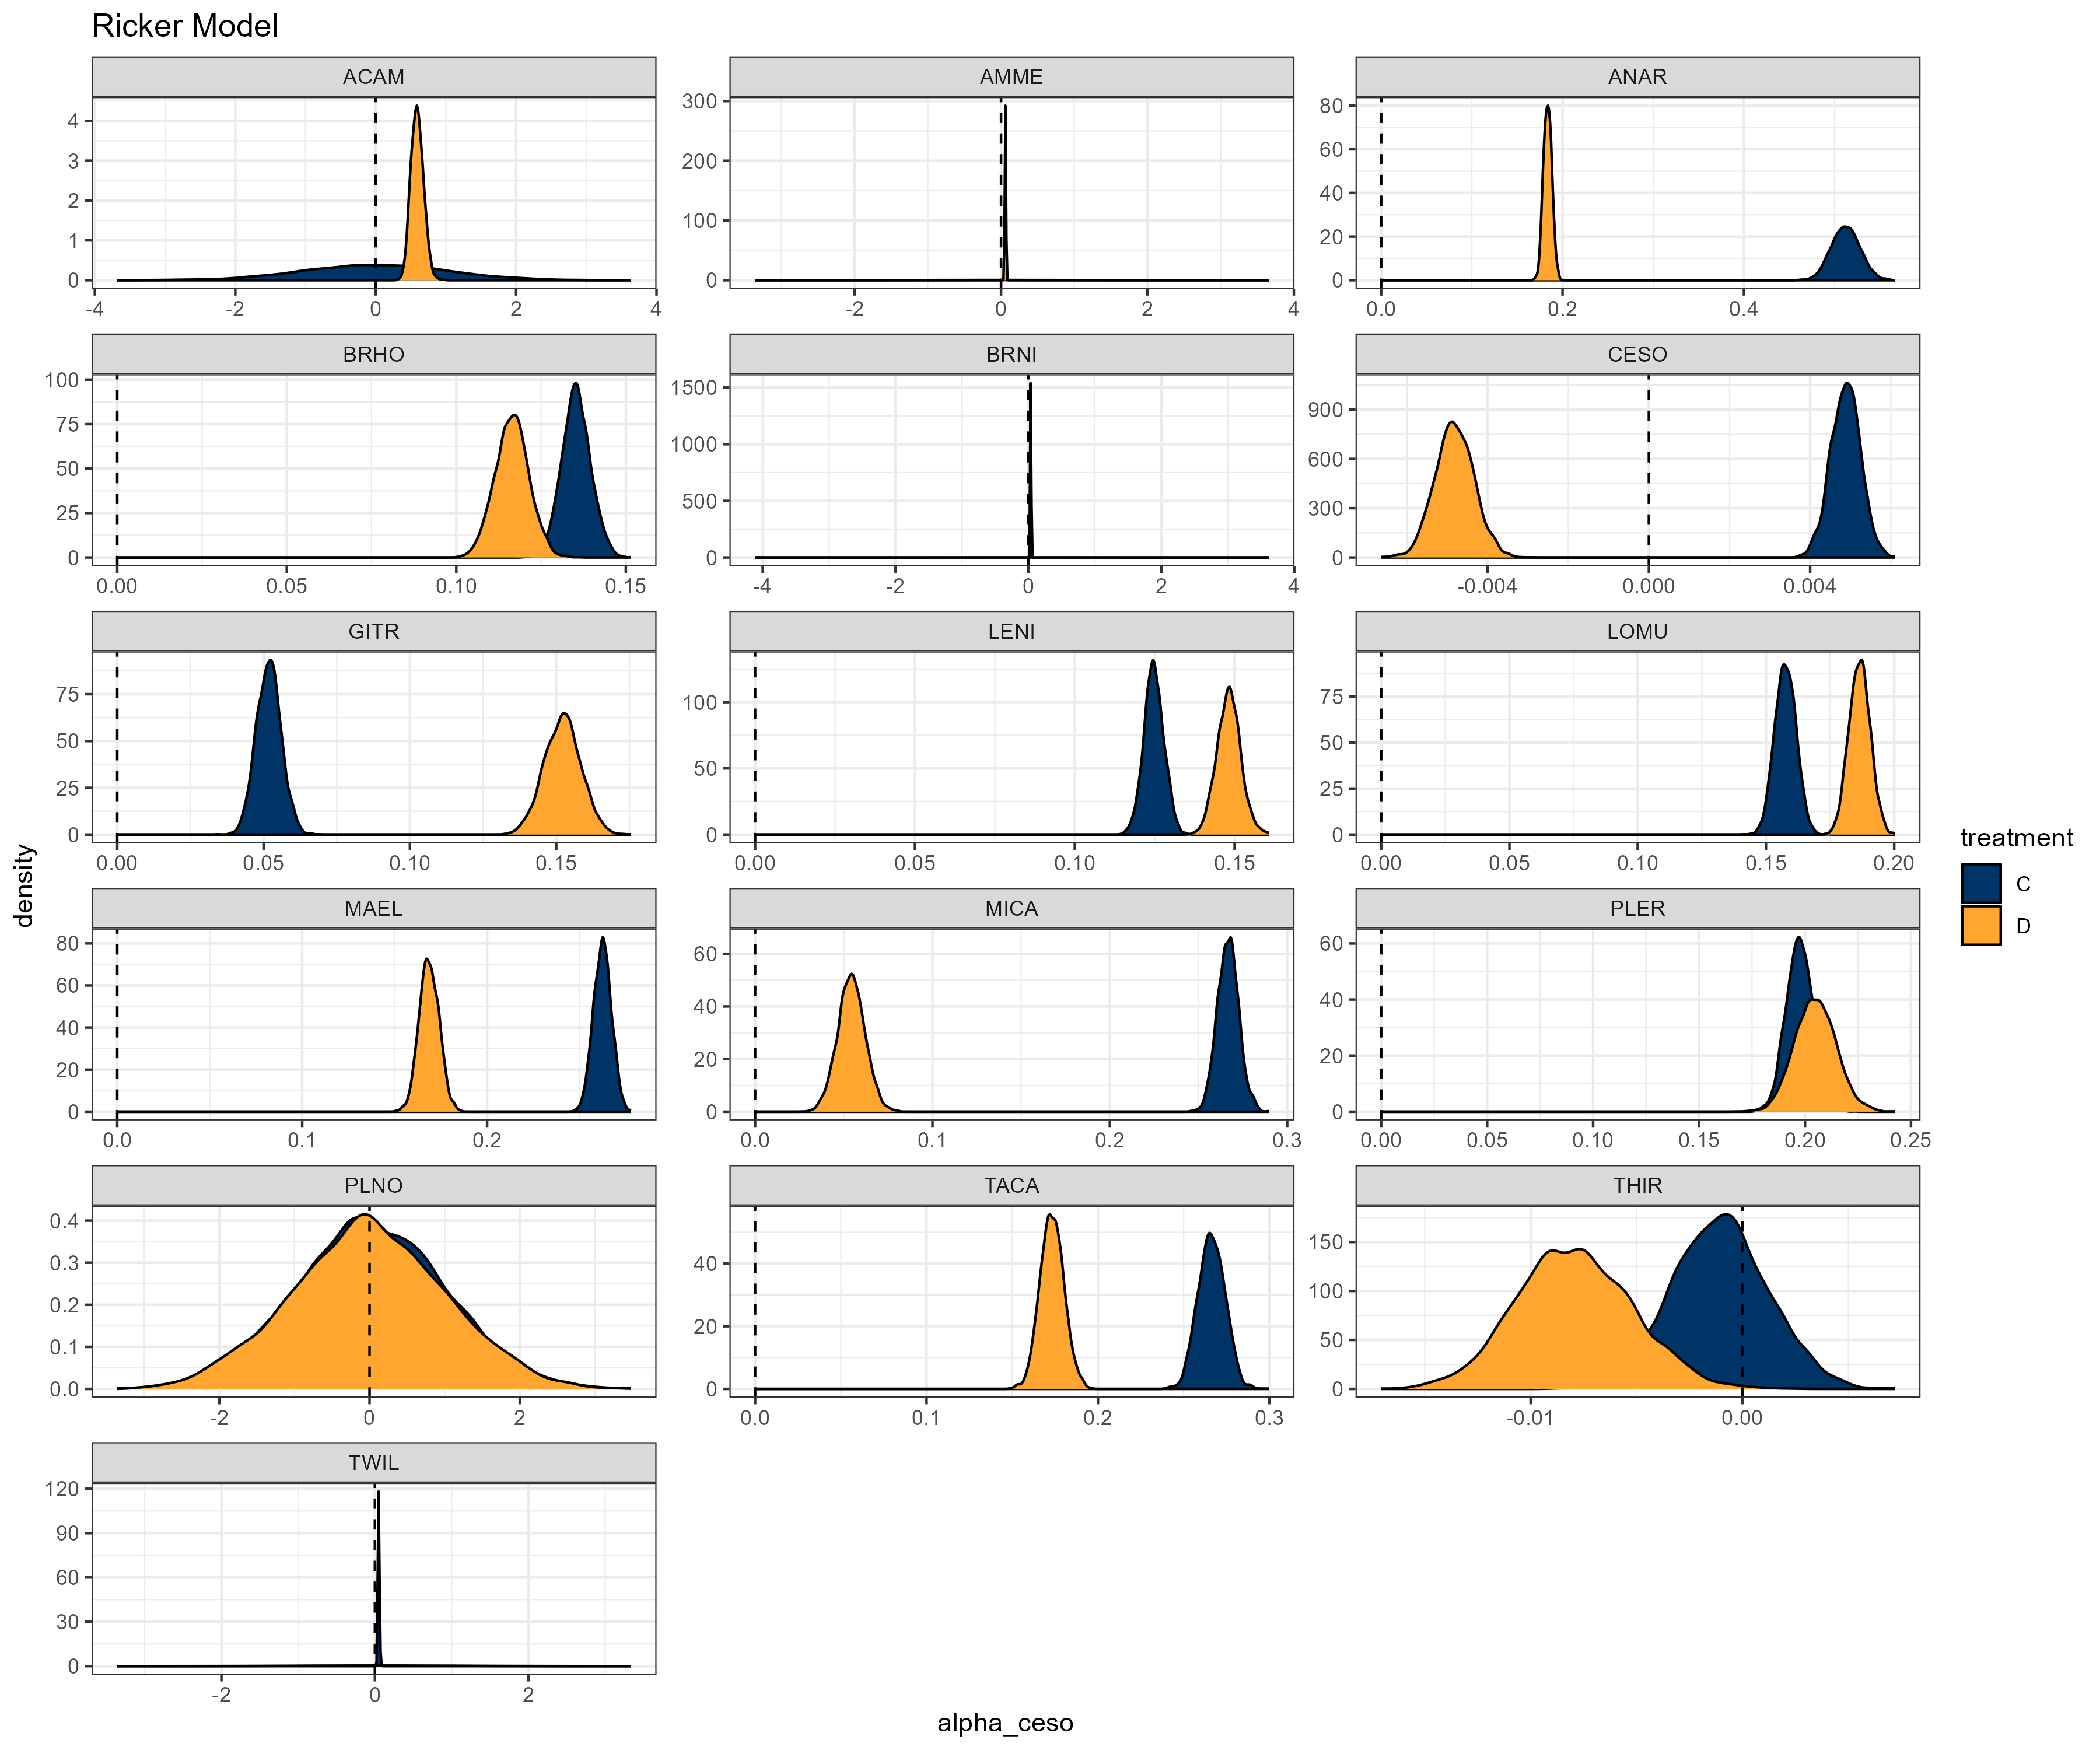 Ricker Model
ACAM AMME ANAR
4 3 2 1 0
-4 -2 0 2 4
300 200 100 0
-2 0 2 4
80 60 40 20 0
0.0 0.2 0.4
BRHO BRNI CESO
100 75 50 25 0
0.00 0.05 0.10 0.15
1500 1000 500 0
-4 -2 0 2 4
900 600 300 0
-0.004 0.000 0.004
GITR LENI LOMU
75 50 25 0
0.00 0.05 0.10 0.15
100 50 0
0.00 0.05 0.10 0.15
75 50 25 0
0.00 0.05 0.10 0.15 0.20
MAEL MICA PLER
80 60 40 20 0
0.0 0.1 0.2
60 40 20 0
0.0 0.1 0.2 0.3
60 40 20 0
0.00 0.05 0.10 0.15 0.20 0.25
PLNO TACA THIR
0.4 0.3 0.2 0.1 0.0
-2 0 2
40 20 0
0.0 0.1 0.2 0.3
150 100 50 0
-0.01 0.00
TWIL
120 90 60 30 0
-2 0 2
density
alpha_ceso
treatment
C
D